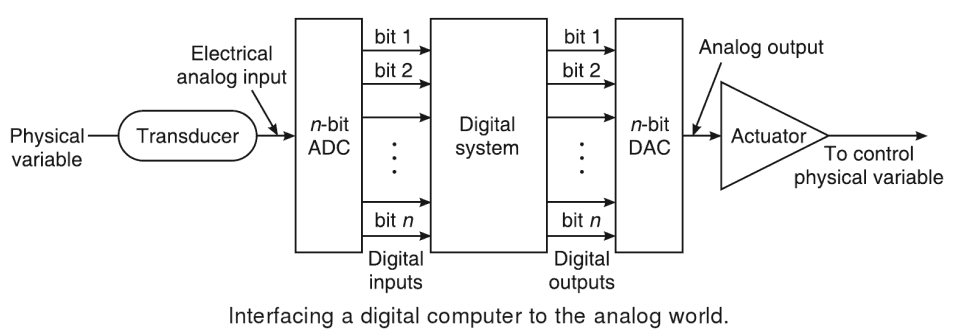 Physical
variable
Transducer
Electrical
analog input
n-bit
ADC
bit 1
bit 2
bit n
Digital
inputs
Digital
system
bit 1
bit 2
bit n
Digital
outputs
n-bit
DAC
Analog output
Actuator
To control
physical variable
Interfacing a digital computer to the analog world.